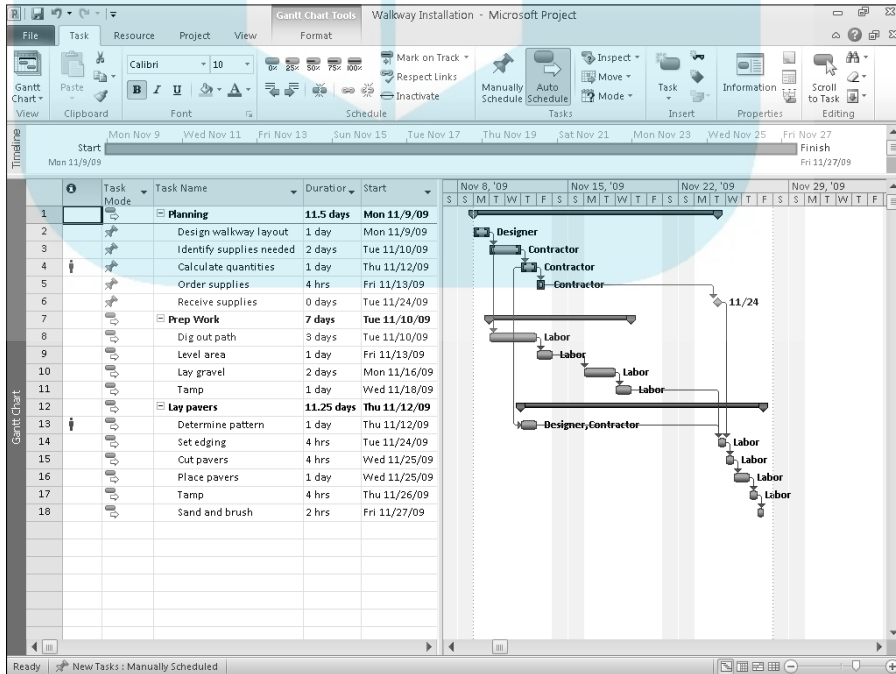 Gantt Chart Tools Walkway Installation - Microsoft Project
File Task Resource Project View Format
Calibri 10 0% 25% 50% 75% 100% Mark on Track Inspect
Respect Links Move
Inactivate Mode
Gantt Chart Paste B I U A Manually Schedule Auto Schedule Task Information Scroll to Task
View Clipboard Font Schedule Tasks Insert Properties Editing
Timeline
Mon Nov 9 Wed Nov 11 Fri Nov 13 Sun Nov 15 Tue Nov 17 Thu Nov 19 Sat Nov 21 Mon Nov 23 Wed Nov 25 Fri Nov 27
Start Finish
Mon 11/9/09 Fri 11/27/09
Task Mode Task Name Duration Start Nov 8, '09 Nov 15, '09 Nov 22, '09 Nov 29, '09
S S M T W T F S S M T W T F S S M T W T F S S M T W T F
1 Planning 11.5 days Mon 11/9/09
2 Design walkway layout 1 day Mon 11/9/09 Designer
3 Identify supplies needed 2 days Tue 11/10/09 Contractor
4 Calculate quantities 1 day Thu 11/12/09 Contractor
5 Order supplies 4 hrs Fri 11/13/09 Contractor
6 Receive supplies 0 days Tue 11/24/09 11/24
7 Prep Work 7 days Tue 11/10/09
8 Dig out path 3 days Tue 11/10/09 Labor
9 Level area 1 day Fri 11/13/09 Labor
10 Lay gravel 2 days Mon 11/16/09 Labor
11 Tamp 1 day Wed 11/18/09 Labor
12 Lay pavers 11.25 days Thu 11/12/09
13 Determine pattern 1 day Thu 11/12/09 Designer,Contractor
14 Set edging 4 hrs Tue 11/24/09 Labor
15 Cut pavers 4 hrs Wed 11/25/09 Labor
16 Place pavers 1 day Wed 11/25/09 Labor
17 Tamp 4 hrs Thu 11/26/09 Labor
18 Sand and brush 2 hrs Fri 11/27/09
Gantt Chart
Ready New Tasks : Manually Scheduled